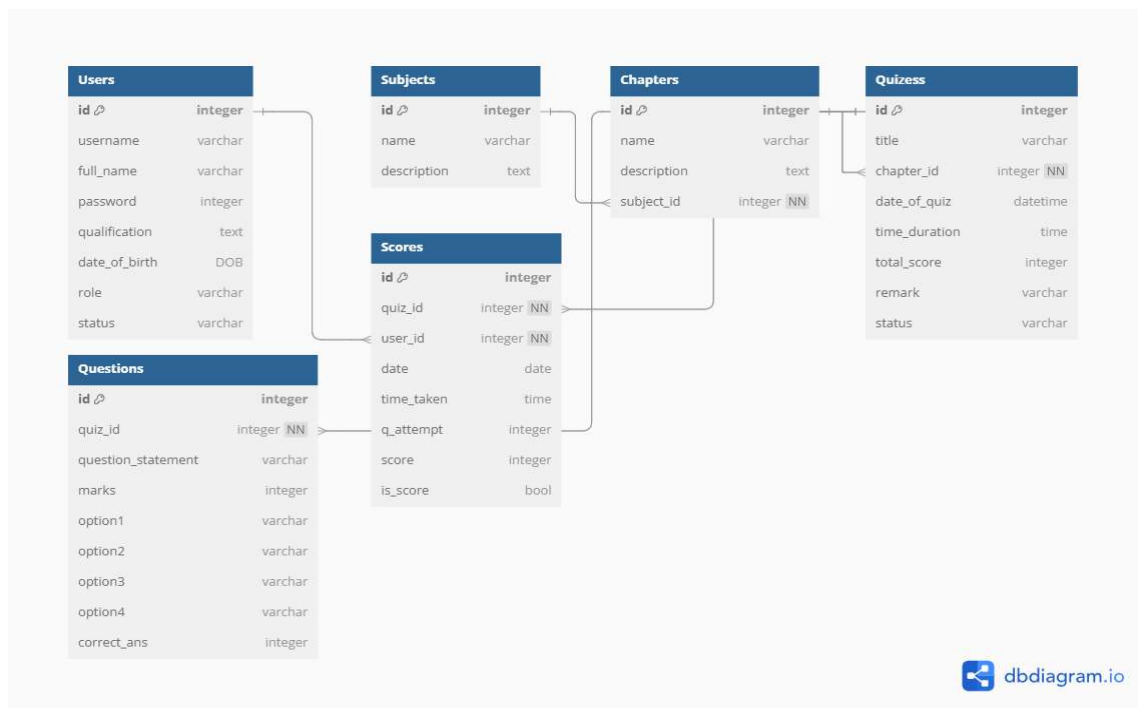 Users
id integer
username varchar
full_name varchar
password integer
qualification text
date_of_birth DOB
role varchar
status varchar
Subjects
id integer
name varchar
description text
Chapters
id integer
name varchar
description text
subject_id integer NN
Quizess
id integer
title varchar
chapter_id integer NN
date_of_quiz datetime
time_duration time
total_score integer
remark varchar
status varchar
Scores
id integer
quiz_id integer NN
user_id integer NN
date date
time_taken time
q_attempt integer
score integer
is_score bool
Questions
id integer
quiz_id integer NN
question_statement varchar
marks integer
option1 varchar
option2 varchar
option3 varchar
option4 varchar
correct_ans integer
dbdiagram.io